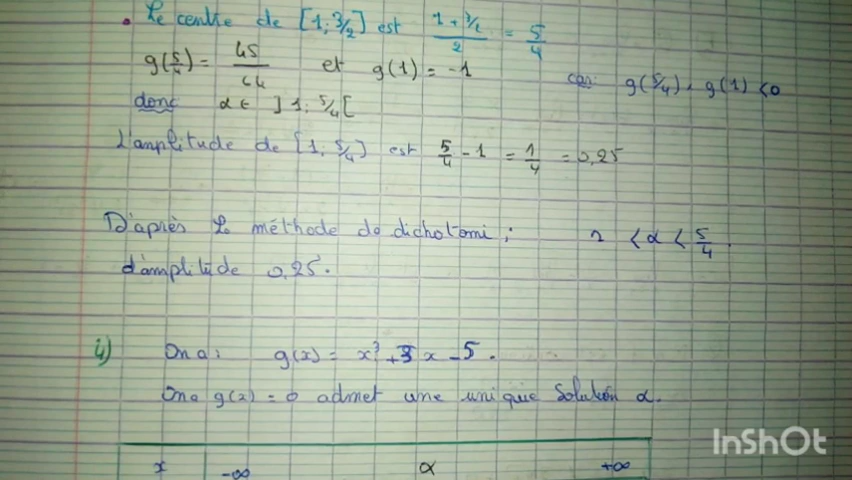 • Le centre de [1; 3/2] est (1 + 3/2)/2 = 5/4
g(5/4) = 45/64 et g(1) = -1 car: g(5/4) × g(1) < 0
donc α ∈ ]1; 5/4[
L'amplitude de [1; 5/4] est 5/4 - 1 = 1/4 = 0,25
D'après la méthode de dichotomi; 1 < α < 5/4.
d'amplitude 0,25.
4) On a: g(x) = x³ + 3x - 5.
On a g(x) = 0 admet une unique solution α.
x -∞ α +∞
InShOt